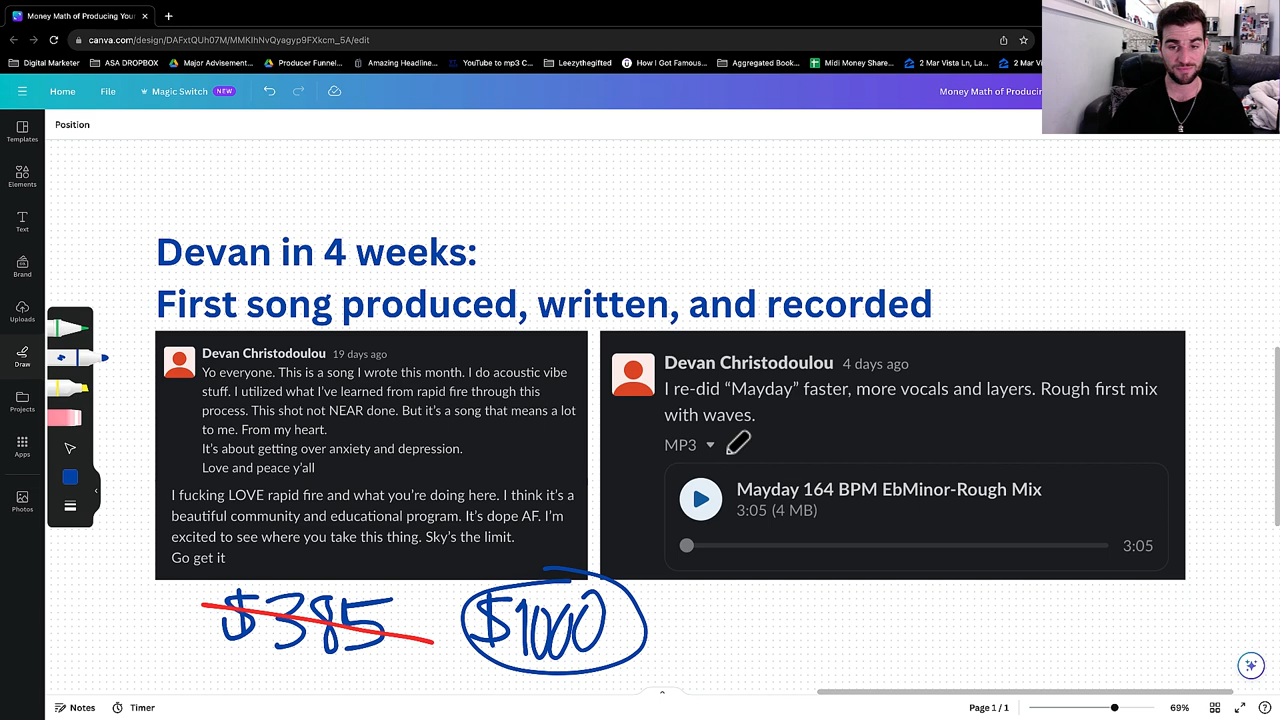 Money Math of Producing Your
canva.com/design/DAFxtQUh07M/MMKIhNvQyagyp9FXkcm_5A/edit
Digital Marketer
ASA DROPBOX
Major Advisement...
Producer Funnel...
Amazing Headline...
YouTube to mp3 C...
Leezythegifted
How I Got Famous...
Aggregated Book...
Midi Money Share...
2 Mar Vista Ln, La...
2 Mar Vi
Home
File
Magic Switch NEW
Money Math of Producin
Position
Templates
Elements
Text
Brand
Uploads
Draw
Projects
Apps
Photos
Devan in 4 weeks:
First song produced, written, and recorded
Devan Christodoulou 19 days ago
Yo everyone. This is a song I wrote this month. I do acoustic vibe
stuff. I utilized what I've learned from rapid fire through this
process. This shot not NEAR done. But it's a song that means a lot
to me. From my heart.
It's about getting over anxiety and depression.
Love and peace y'all
I fucking LOVE rapid fire and what you're doing here. I think it's a
beautiful community and educational program. It's dope AF. I'm
excited to see where you take this thing. Sky's the limit.
Go get it
Devan Christodoulou 4 days ago
I re-did “Mayday” faster, more vocals and layers. Rough first mix
with waves.
MP3
Mayday 164 BPM EbMinor-Rough Mix
3:05 (4 MB)
3:05
$385
$1000
Notes
Timer
Page 1 / 1
69%